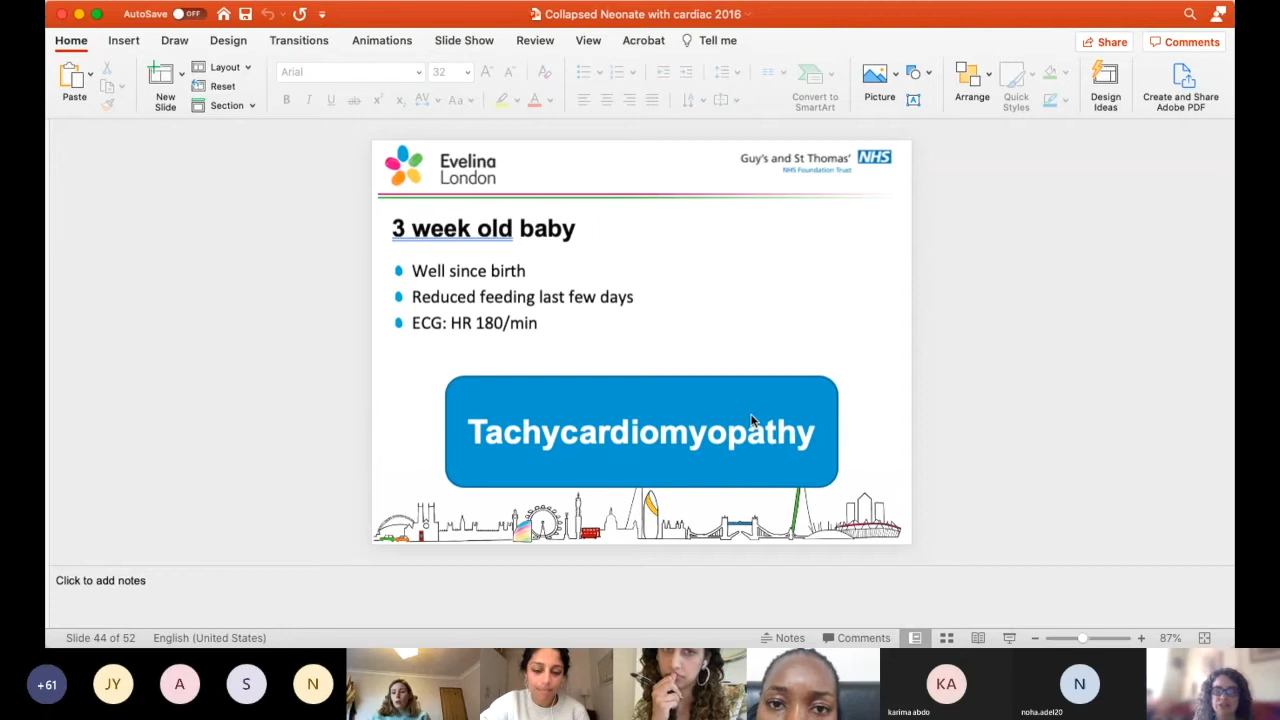 AutoSave OFF
Collapsed Neonate with cardiac 2016
Home Insert Draw Design Transitions Animations Slide Show Review View Acrobat Tell me
Share Comments
Paste
New Slide
Layout
Reset
Section
Arial 32
Convert to SmartArt
Picture
Arrange
Quick Styles
Design Ideas
Create and Share Adobe PDF
Evelina
London
Guy's and St Thomas' NHS
NHS Foundation Trust
3 week old baby
Well since birth
Reduced feeding last few days
ECG: HR 180/min
Tachycardiomyopathy
Click to add notes
Slide 44 of 52 English (United States) Notes Comments 87%
+61 JY A S N KA N
karima abdo noha.adel20